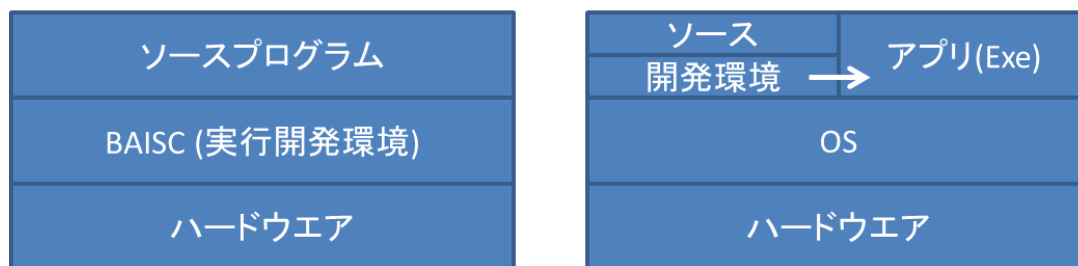 ソースプログラム
BAISC (実行開発環境)
ハードウエア
ソース
開発環境
アプリ(Exe)
OS
ハードウエア